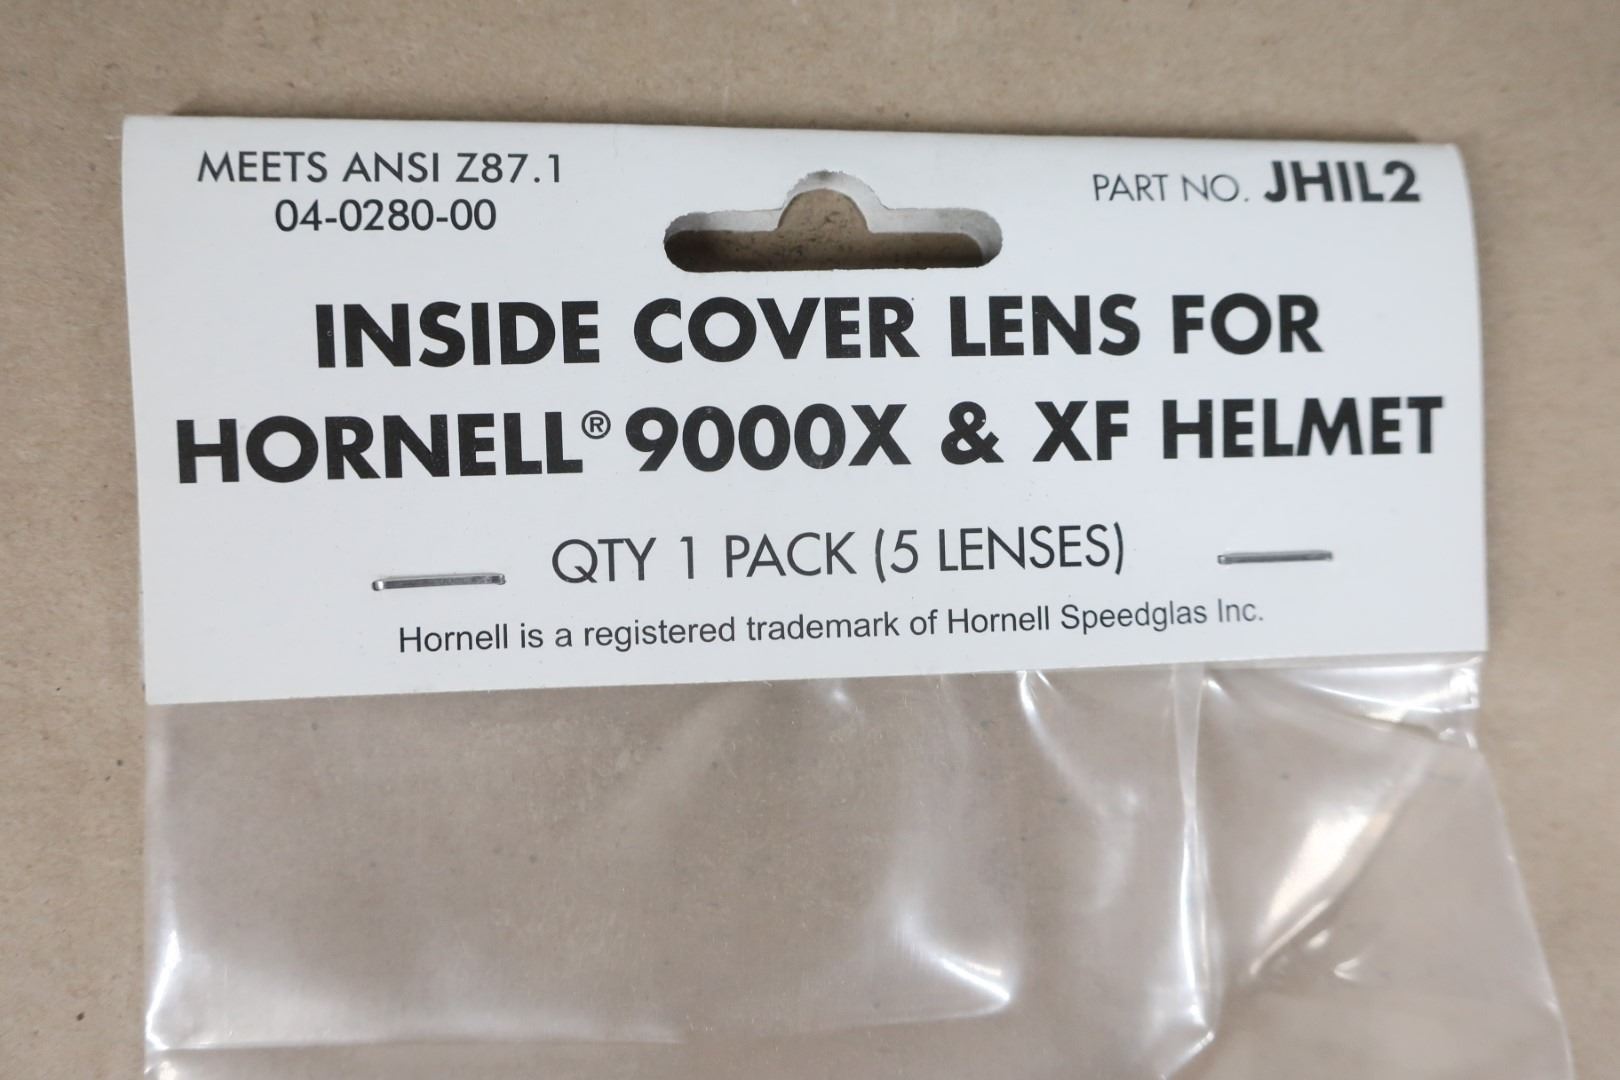 MEETS ANSI Z87.1
04-0280-00
PART NO. JHIL2
INSIDE COVER LENS FOR
HORNELL® 9000X & XF HELMET
QTY 1 PACK (5 LENSES)
Hornell is a registered trademark of Hornell Speedglas Inc.